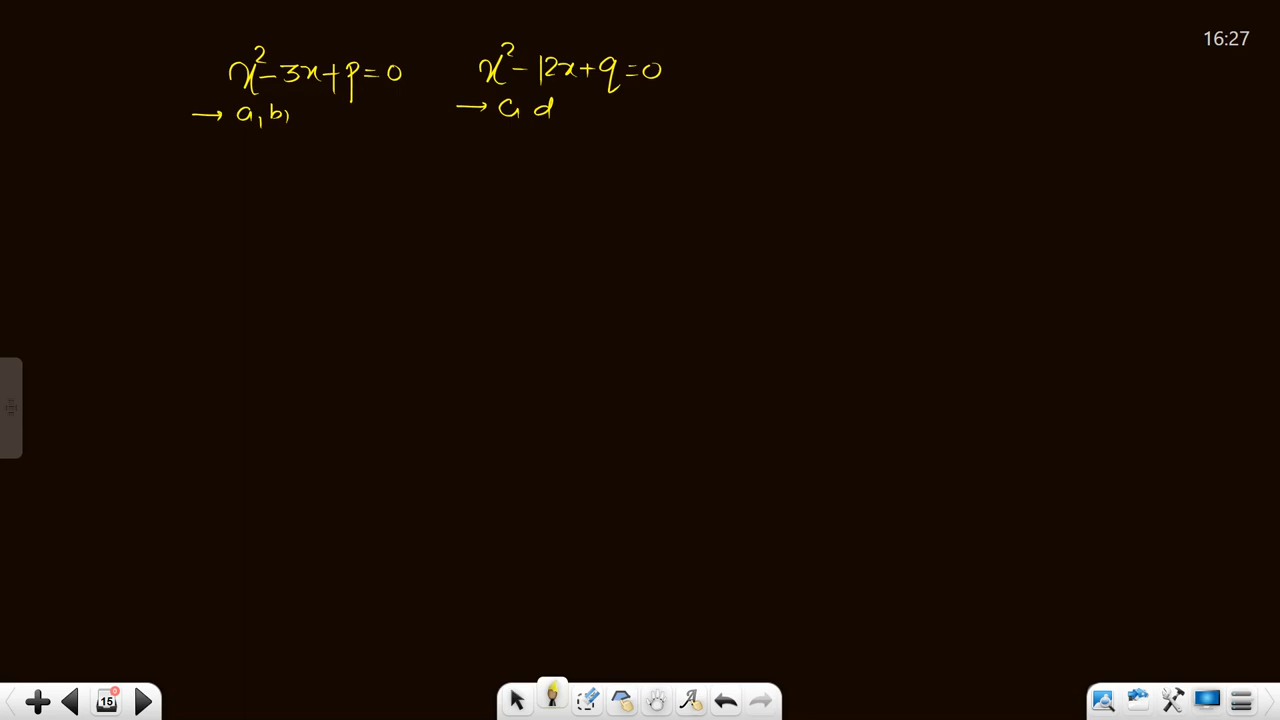 16:27
x² - 3x + p = 0 x² - 12x + q = 0
→ a, b, → c, d
15